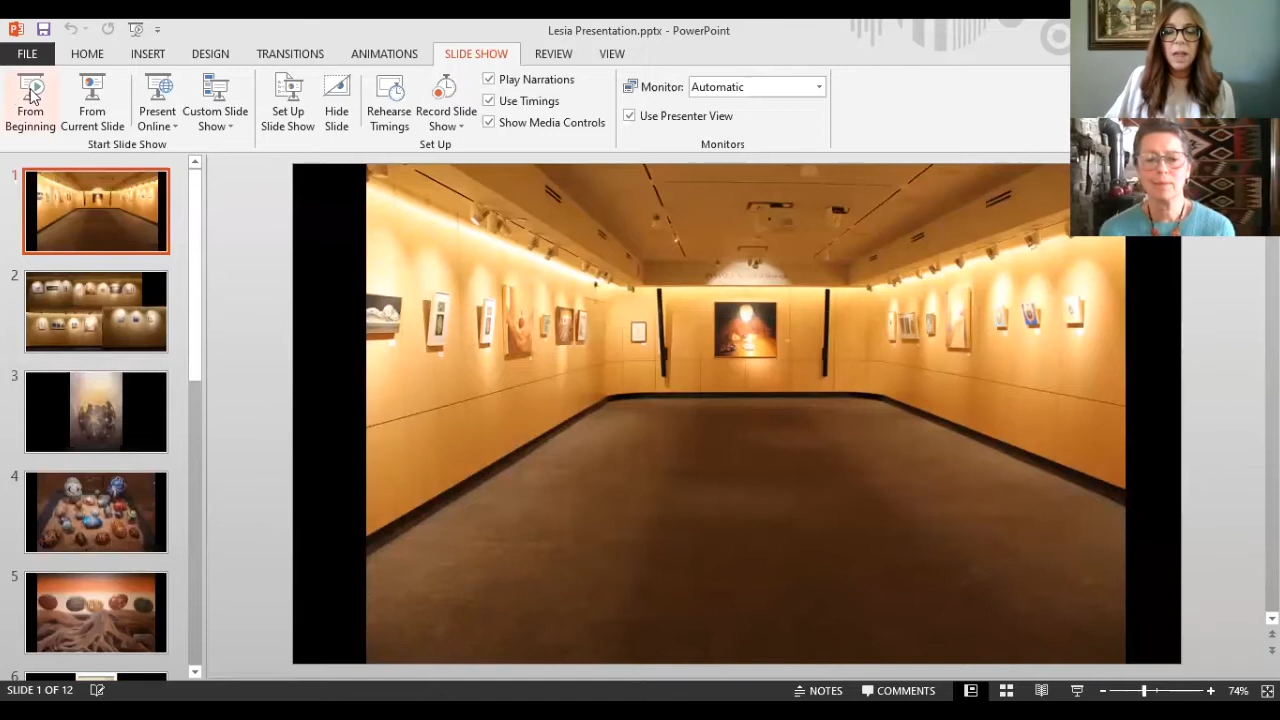 Lesia Presentation.pptx - PowerPoint
FILE
HOME
INSERT
DESIGN
TRANSITIONS
ANIMATIONS
SLIDE SHOW
REVIEW
VIEW
From Beginning
From Current Slide
Present Online
Custom Slide Show
Set Up Slide Show
Hide Slide
Rehearse Timings
Record Slide Show
Play Narrations
Use Timings
Show Media Controls
Monitor: Automatic
Use Presenter View
Start Slide Show
Set Up
Monitors
1
2
3
4
5
6
SLIDE 1 OF 12
NOTES
COMMENTS
74%